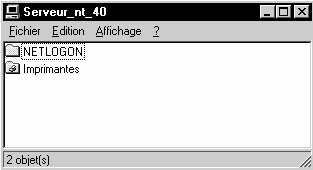 Serveur_nt_40
Fichier Edition Affichage ?
NETLOGON
Imprimantes
2 objet(s)